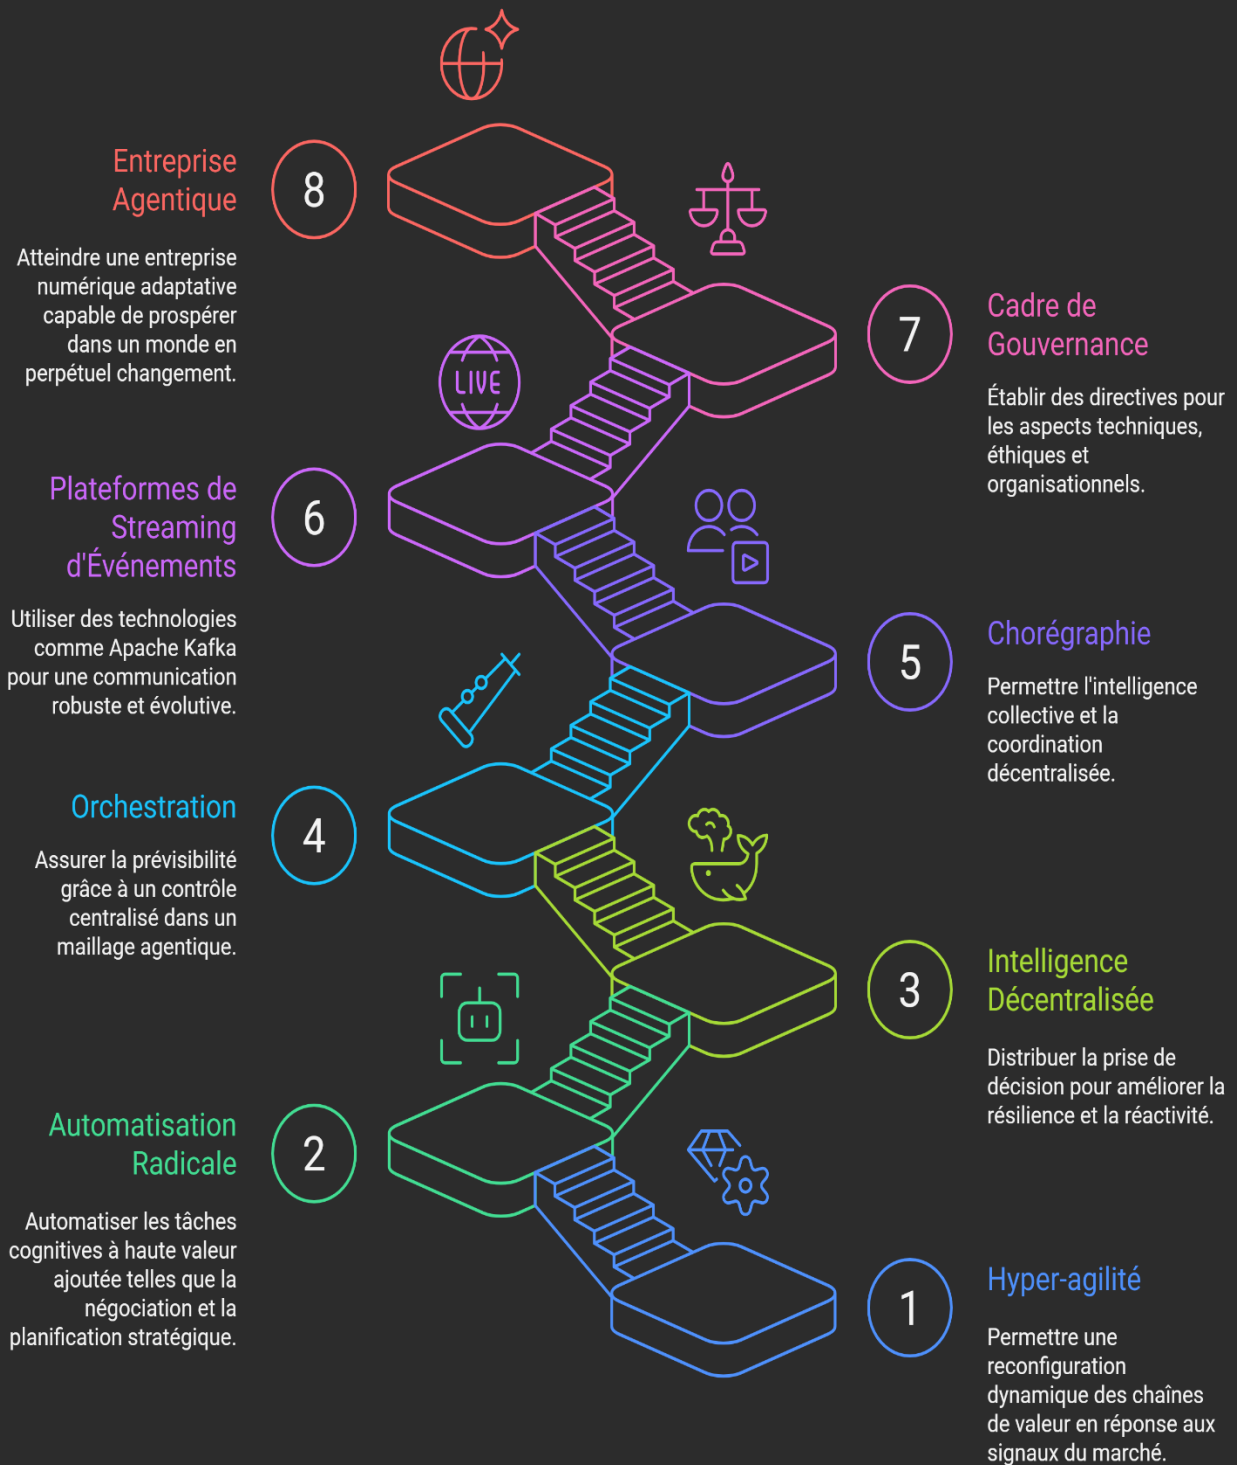 Entreprise
Agentique
8
Atteindre une entreprise
numérique adaptative
capable de prospérer
dans un monde en
perpétuel changement.
7
Cadre de
Gouvernance
Établir des directives pour
les aspects techniques,
éthiques et
organisationnels.
LIVE
Plateformes de
Streaming
d'Événements
6
Utiliser des technologies
comme Apache Kafka
pour une communication
robuste et évolutive.
5
Chorégraphie
Permettre l'intelligence
collective et la
coordination
décentralisée.
Orchestration
4
Assurer la prévisibilité
grâce à un contrôle
centralisé dans un
maillage agentique.
3
Intelligence
Décentralisée
Distribuer la prise de
décision pour améliorer la
résilience et la réactivité.
Automatisation
Radicale
2
Automatiser les tâches
cognitives à haute valeur
ajoutée telles que la
négociation et la
planification stratégique.
1
Hyper-agilité
Permettre une
reconfiguration
dynamique des chaînes
de valeur en réponse aux
signaux du marché.